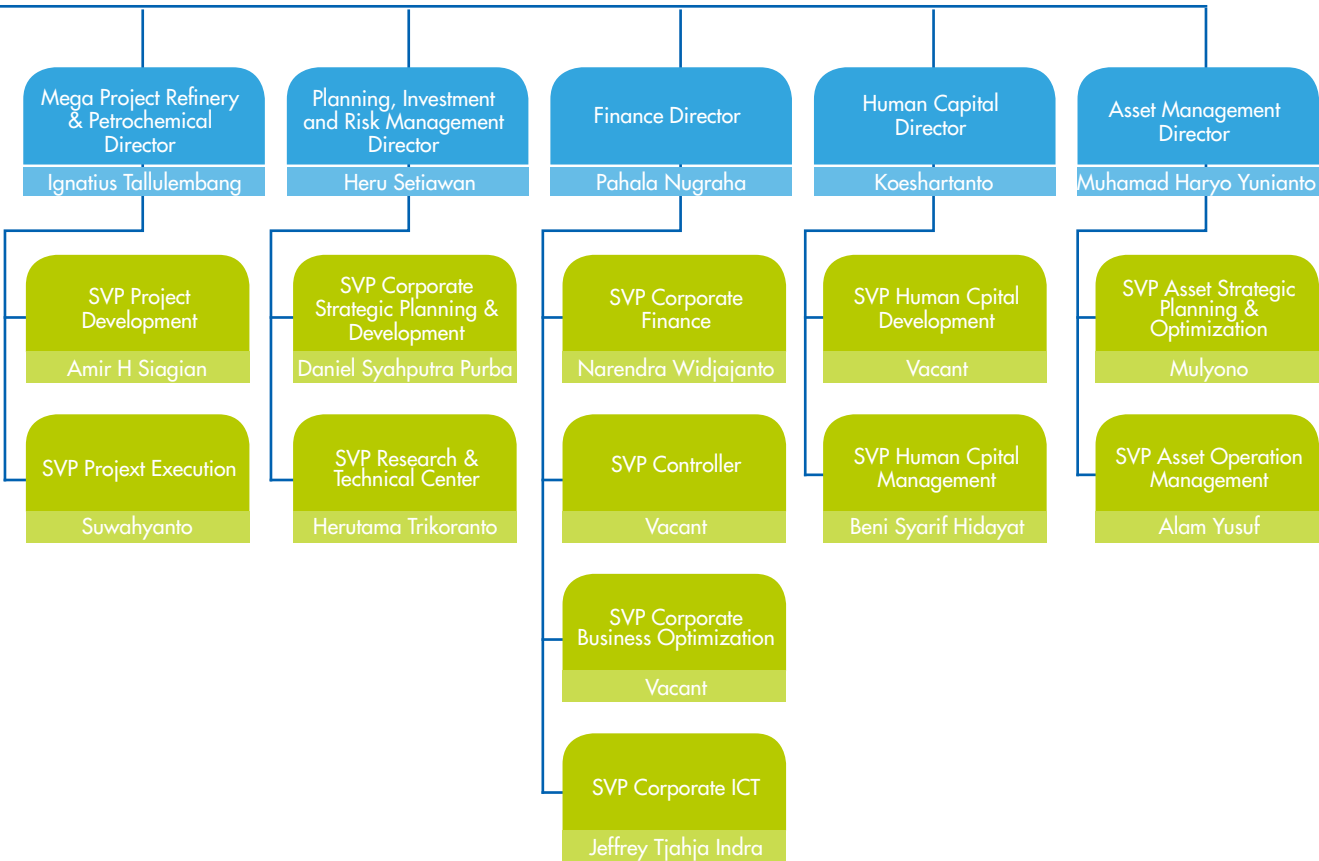 Mega Project Refinery
& Petrochemical
Director
Ignatius Tallulembang
Planning, Investment
and Risk Management
Director
Heru Setiawan
Finance Director
Pahala Nugraha
Human Capital
Director
Koeshartanto
Asset Management
Director
Muhamad Haryo Yunianto
SVP Project
Development
Amir H Siagian
SVP Corporate
Strategic Planning &
Development
Daniel Syahputra Purba
SVP Corporate
Finance
Narendra Widjajanto
SVP Human Cpital
Development
Vacant
SVP Asset Strategic
Planning &
Optimization
Mulyono
SVP Projext Execution
Suwahyanto
SVP Research &
Technical Center
Herutama Trikoranto
SVP Controller
Vacant
SVP Human Cpital
Management
Beni Syarif Hidayat
SVP Asset Operation
Management
Alam Yusuf
SVP Corporate
Business Optimization
Vacant
SVP Corporate ICT
Jeffrey Tjahja Indra